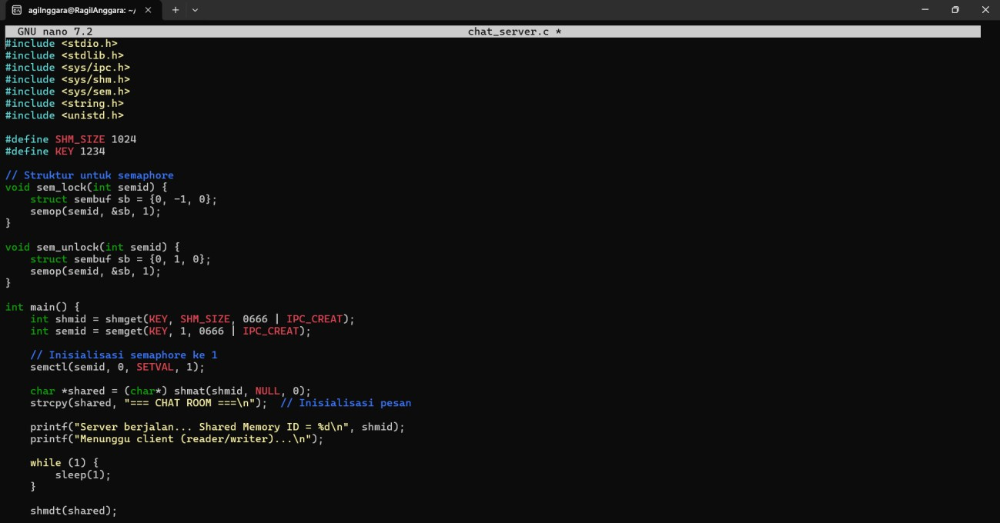 agilnggara@RagilAnggara: ~/
GNU nano 7.2 chat_server.c *
#include <stdio.h>
#include <stdlib.h>
#include <sys/ipc.h>
#include <sys/shm.h>
#include <sys/sem.h>
#include <string.h>
#include <unistd.h>
#define SHM_SIZE 1024
#define KEY 1234
// Struktur untuk semaphore
void sem_lock(int semid) {
    struct sembuf sb = {0, -1, 0};
    semop(semid, &sb, 1);
}
void sem_unlock(int semid) {
    struct sembuf sb = {0, 1, 0};
    semop(semid, &sb, 1);
}
int main() {
    int shmid = shmget(KEY, SHM_SIZE, 0666 | IPC_CREAT);
    int semid = semget(KEY, 1, 0666 | IPC_CREAT);
    // Inisialisasi semaphore ke 1
    semctl(semid, 0, SETVAL, 1);
    char *shared = (char*) shmat(shmid, NULL, 0);
    strcpy(shared, "=== CHAT ROOM ===\n");  // Inisialisasi pesan
    printf("Server berjalan... Shared Memory ID = %d\n", shmid);
    printf("Menunggu client (reader/writer)...\n");
    while (1) {
        sleep(1);
    }
    shmdt(shared);